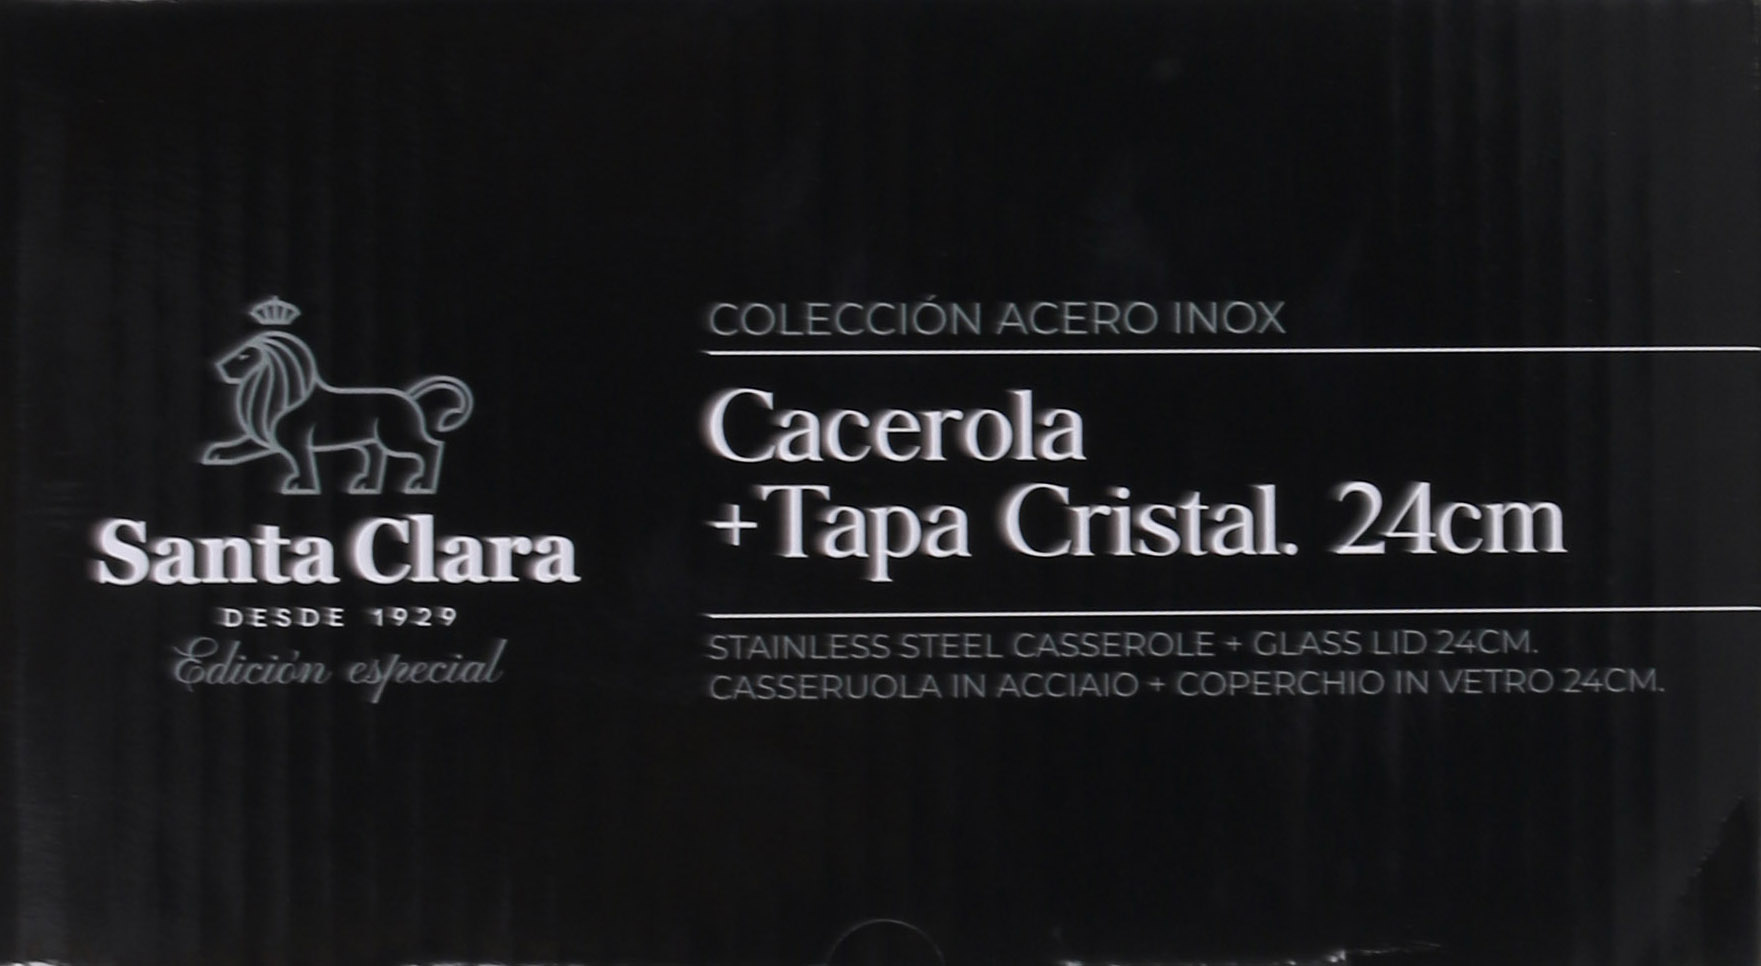 Santa Clara
DESDE 1929
Edición especial
COLECCIÓN ACERO INOX
Cacerola
+Tapa Cristal. 24cm
STAINLESS STEEL CASSEROLE + GLASS LID 24CM.
CASSERUOLA IN ACCIAIO + COPERCHIO IN VETRO 24CM.